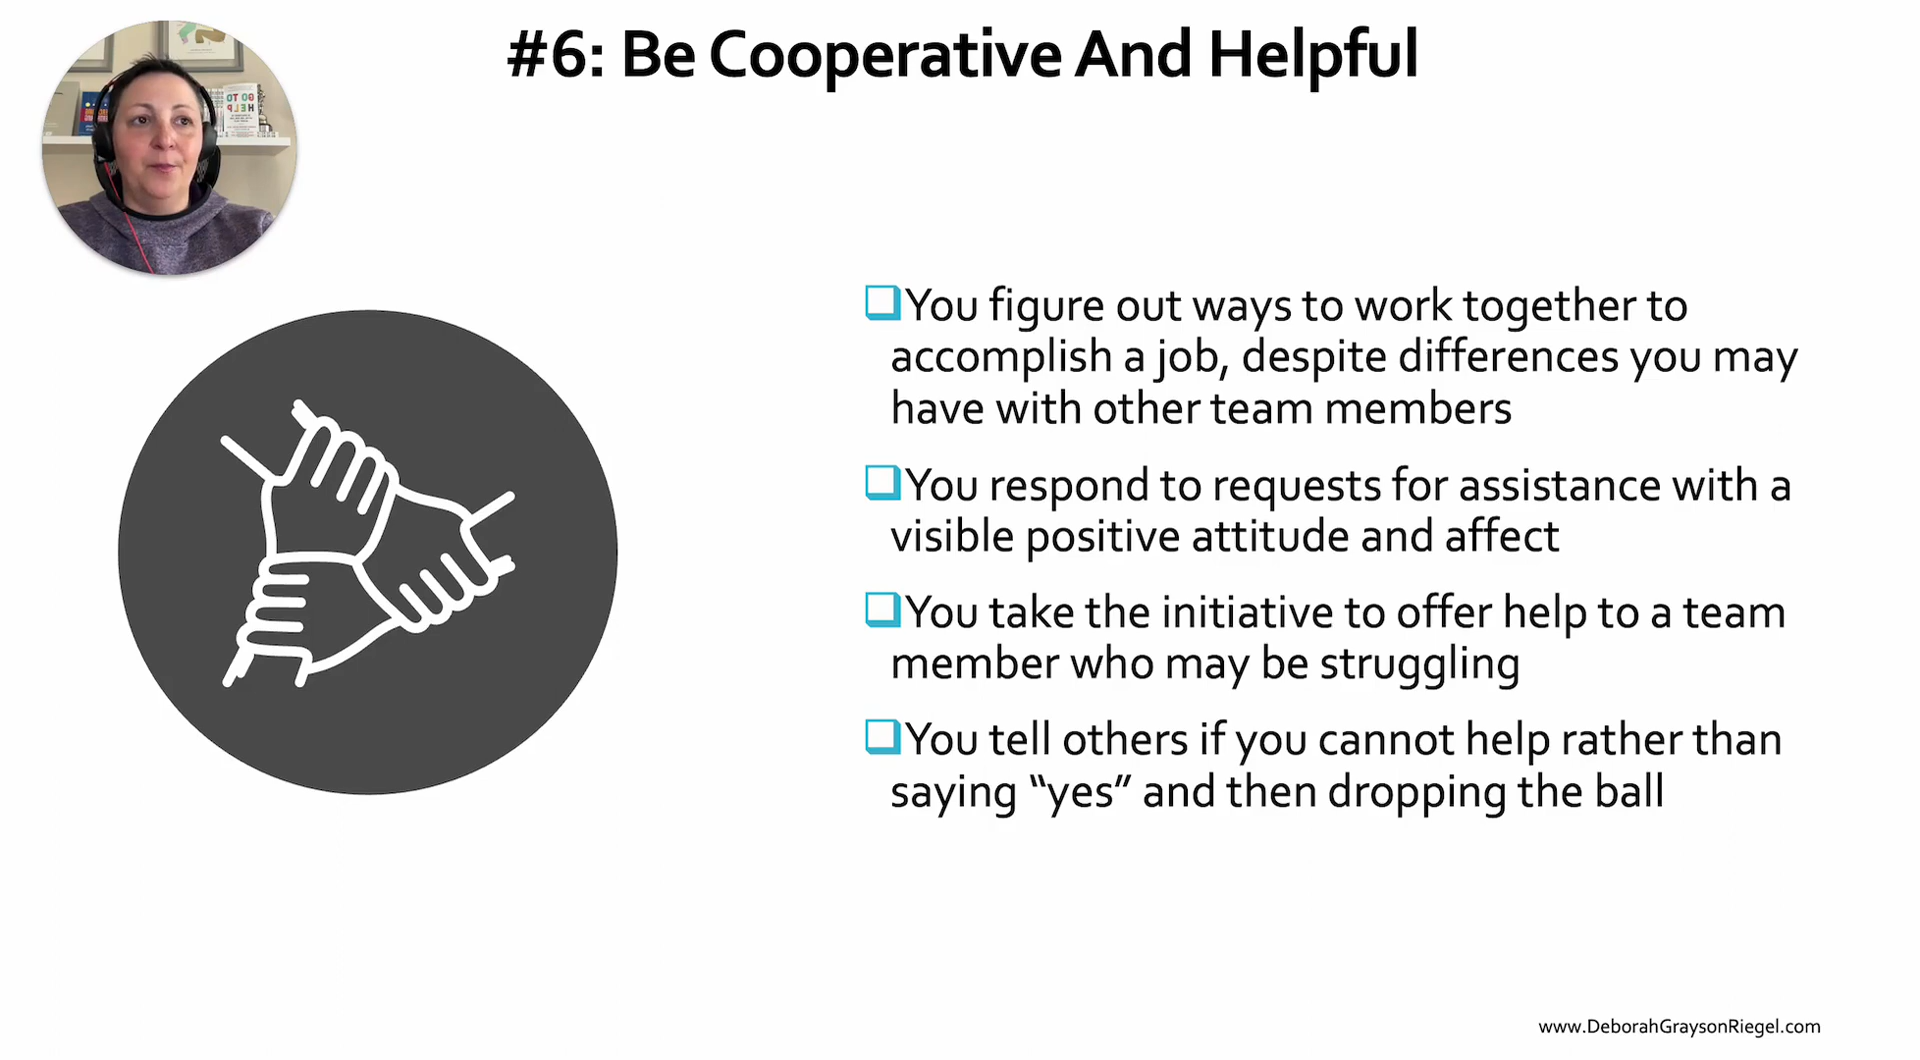 #6: Be Cooperative And Helpful
GO TO
HELP
You figure out ways to work together to
accomplish a job, despite differences you may
have with other team members
You respond to requests for assistance with a
visible positive attitude and affect
You take the initiative to offer help to a team
member who may be struggling
You tell others if you cannot help rather than
saying “yes” and then dropping the ball
www.DeborahGraysonRiegel.com